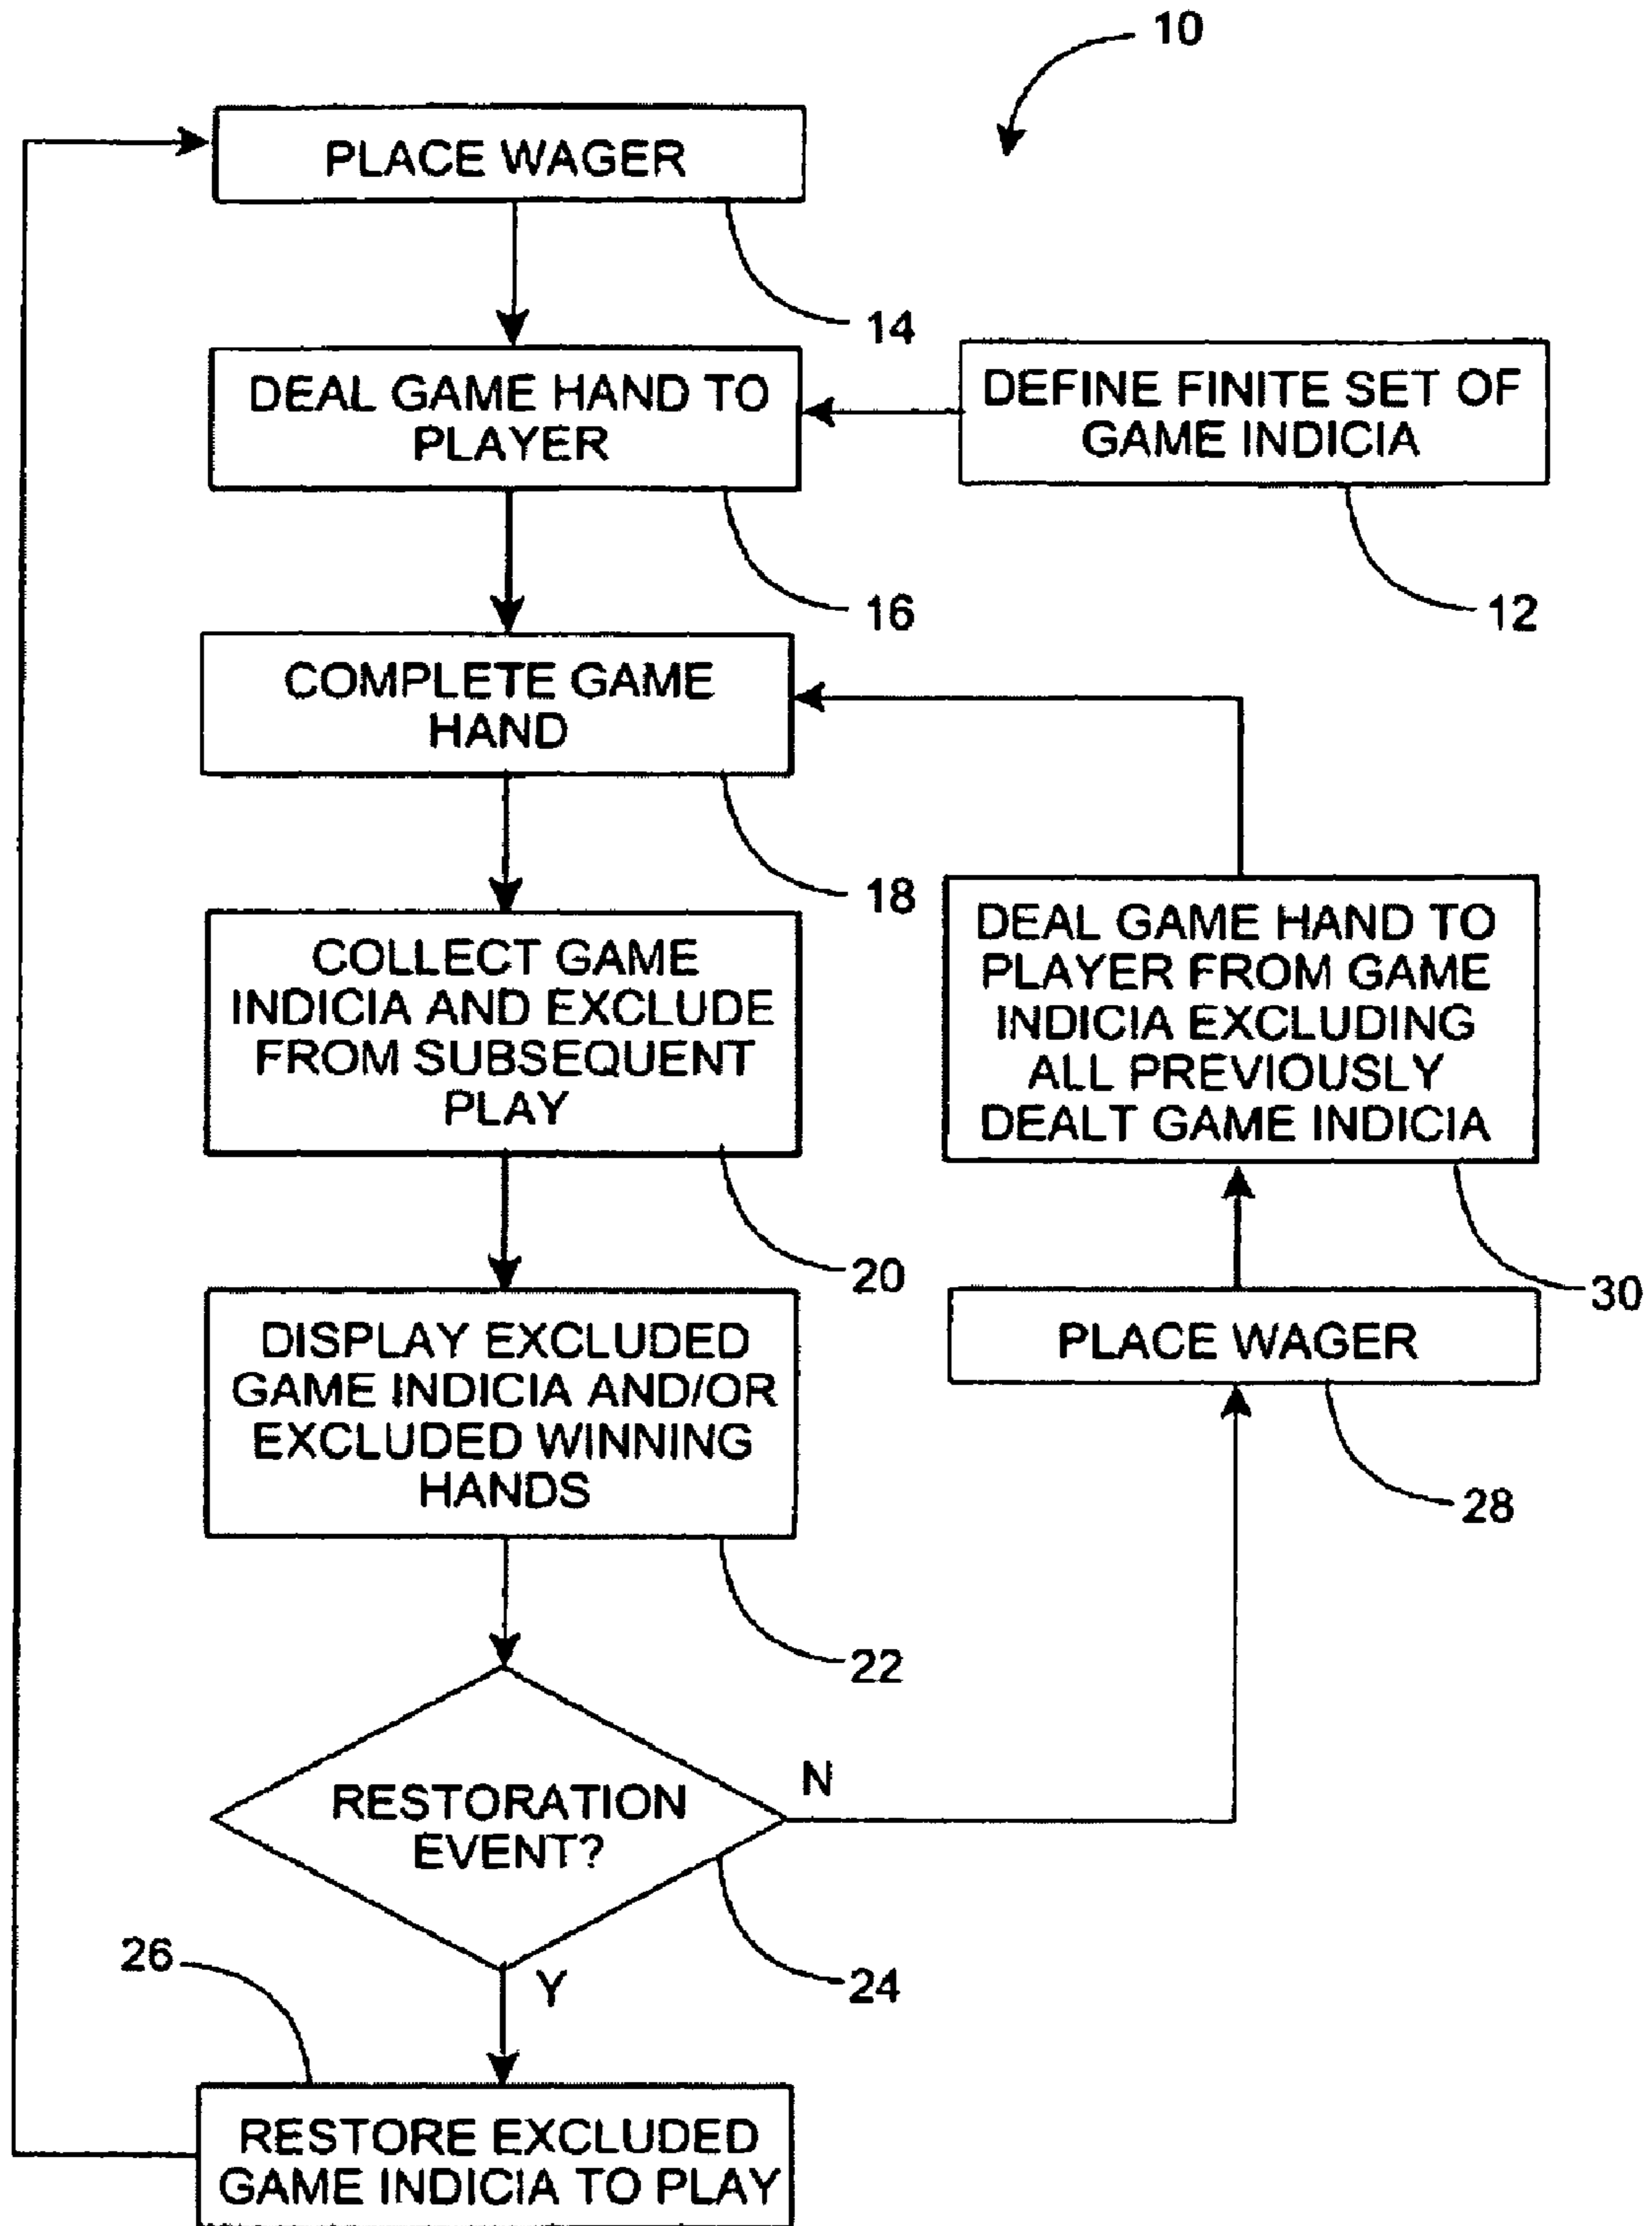 10
PLACE WAGER
14
DEAL GAME HAND TO
PLAYER
16
DEFINE FINITE SET OF
GAME INDICIA
12
COMPLETE GAME
HAND
18
COLLECT GAME
INDICIA AND EXCLUDE
FROM SUBSEQUENT
PLAY
20
DEAL GAME HAND TO
PLAYER FROM GAME
INDICIA EXCLUDING
ALL PREVIOUSLY
DEALT GAME INDICIA
30
DISPLAY EXCLUDED
GAME INDICIA AND/OR
EXCLUDED WINNING
HANDS
22
PLACE WAGER
28
RESTORATION
EVENT?
N
24
Y
26
RESTORE EXCLUDED
GAME INDICIA TO PLAY